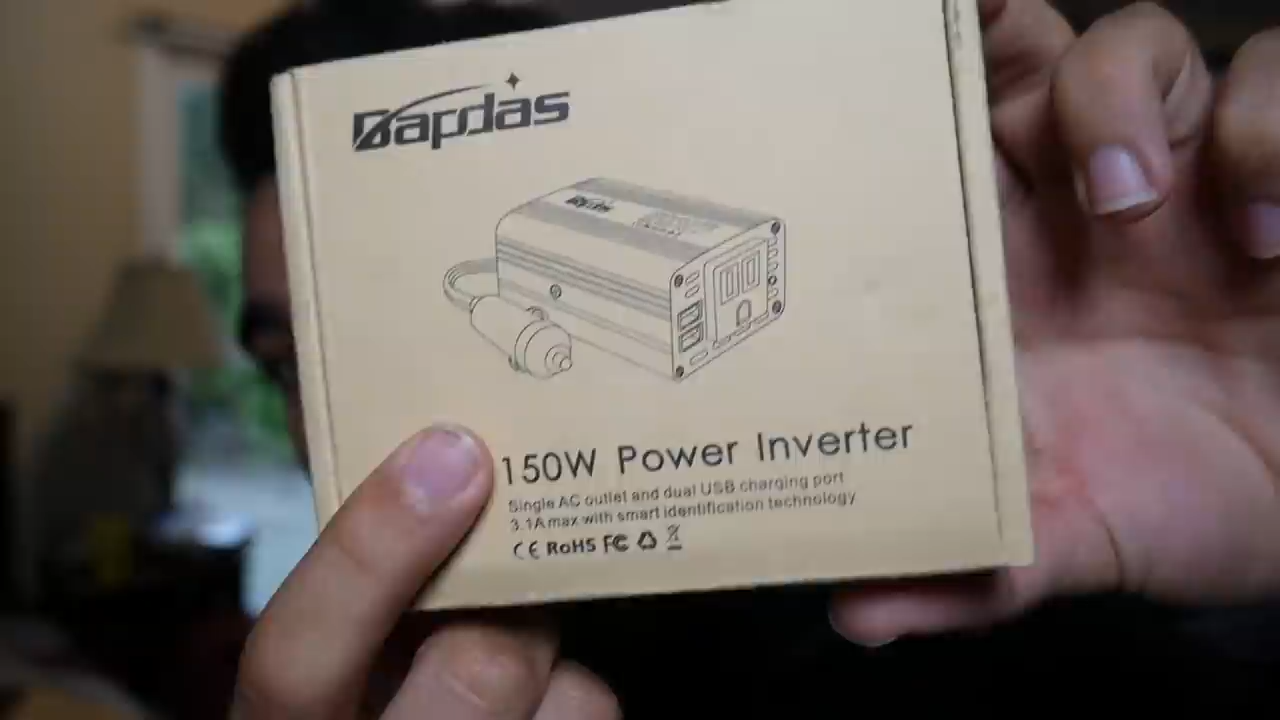 Bapdas
Bapdas
150W Power Inverter
Single AC outlet and dual USB charging port
3.1A max with smart identification technology
CE RoHS FC